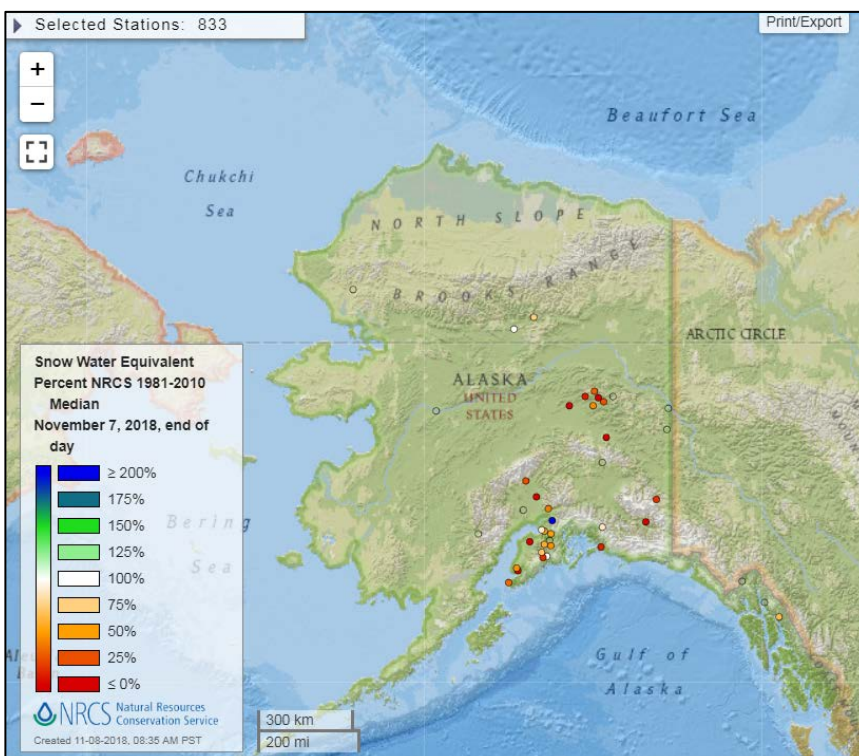 Selected Stations: 833
Print/Export
+
−
Beaufort Sea
Chukchi
Sea
NORTH SLOPE
BROOKS RANGE
ARCTIC CIRCLE
ALASKA
UNITED
STATES
Bering
Sea
Gulf of
Alaska
Snow Water Equivalent
Percent NRCS 1981-2010
Median
November 7, 2018, end of
day
≥ 200%
175%
150%
125%
100%
75%
50%
25%
≤ 0%
NRCS Natural Resources
Conservation Service
Created 11-08-2018, 08:35 AM PST
300 km
200 mi